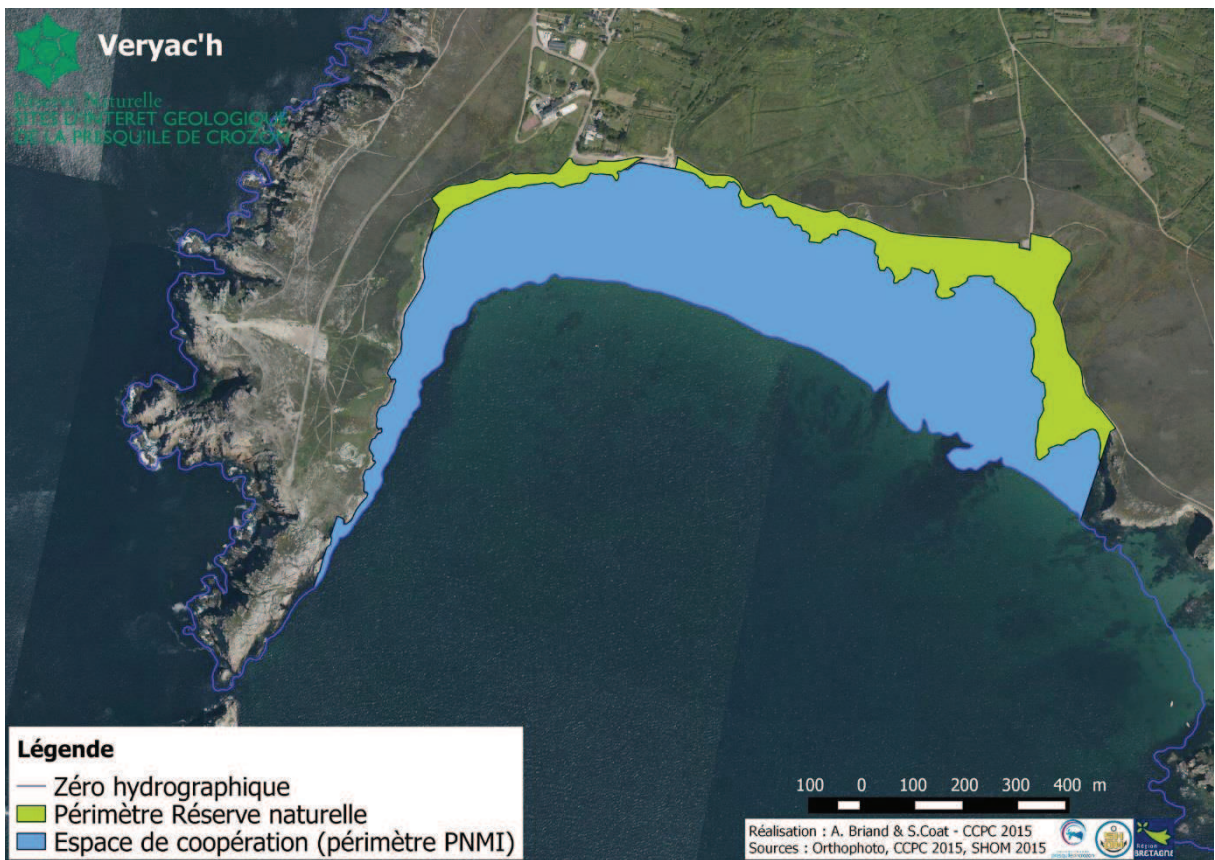 Veryac'h
Réserve Naturelle
SITES D'INTERET GEOLOGIQUE
DE LA PRESQU'ILE DE CROZON
Légende
Zéro hydrographique
Périmètre Réserve naturelle
Espace de coopération (périmètre PNMI)
100 0 100 200 300 400 m
Réalisation : A. Briand & S.Coat - CCPC 2015
Sources : Orthophoto, CCPC 2015, SHOM 2015
Région
BRETAGNE